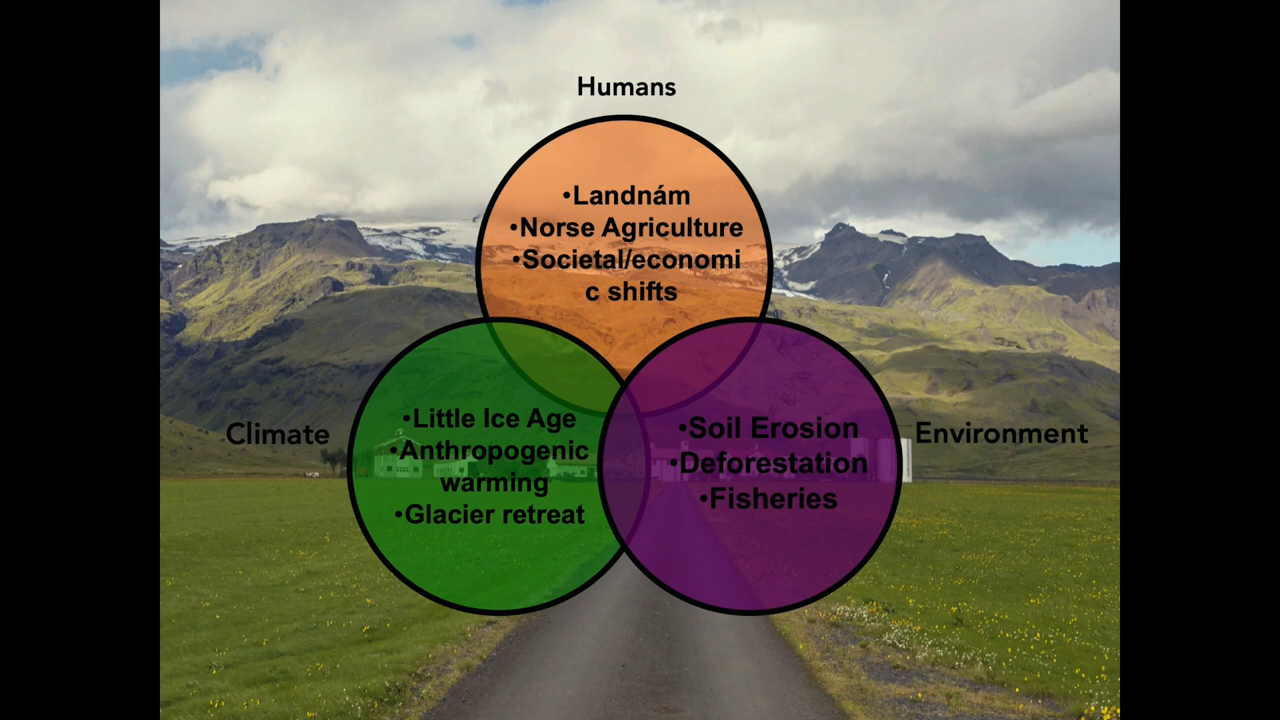 Humans
•Landnám
•Norse Agriculture
•Societal/economi
c shifts
Climate
•Little Ice Age
•Anthropogenic
warming
•Glacier retreat
Environment
•Soil Erosion
•Deforestation
•Fisheries